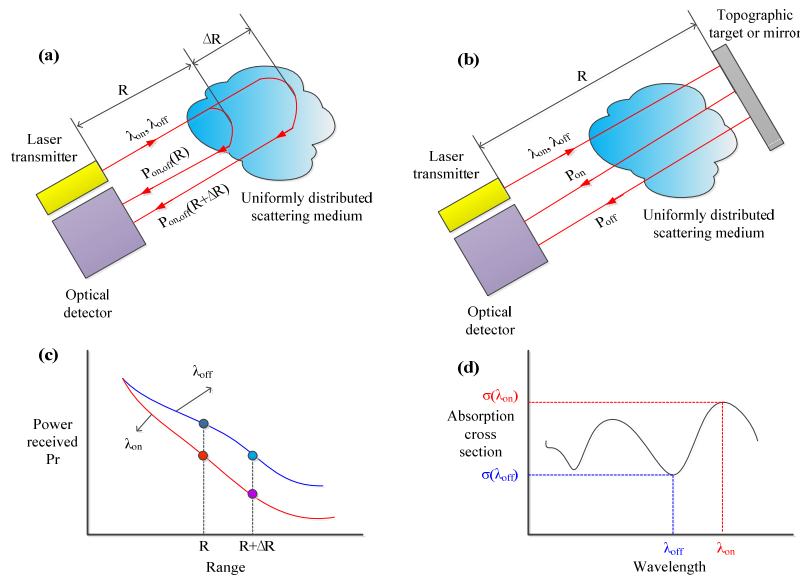 (a)
ΔR
R
Laser
transmitter
λon, λoff
Pon,off(R)
Pon,off(R+ΔR)
Uniformly distributed
scattering medium
Optical
detector
(b)
Topographic
target or mirror
R
Laser
transmitter
λon, λoff
Pon
Poff
Uniformly distributed
scattering medium
Optical
detector
(c)
λoff
Power
received
Pr
λon
R
R+ΔR
Range
(d)
σ(λon)
Absorption
cross
section
σ(λoff)
λoff
λon
Wavelength